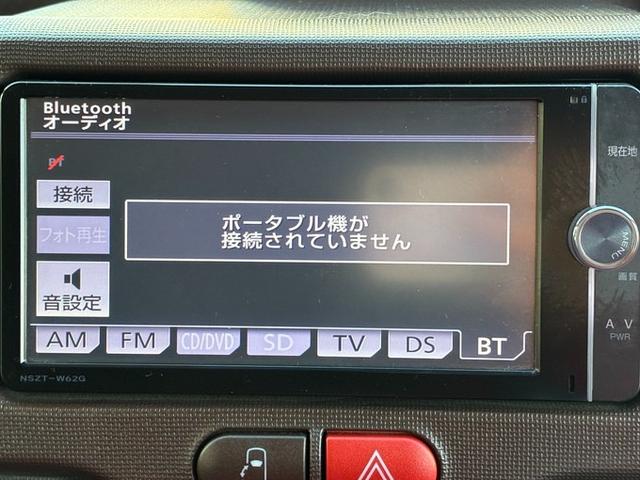 Bluetooth
オーディオ
BT
接続
フォト再生
音設定
ポータブル機が
接続されていません
AM FM CD/DVD SD TV DS BT
NSZT-W62G
現在地
MENU
画質
A V
PWR